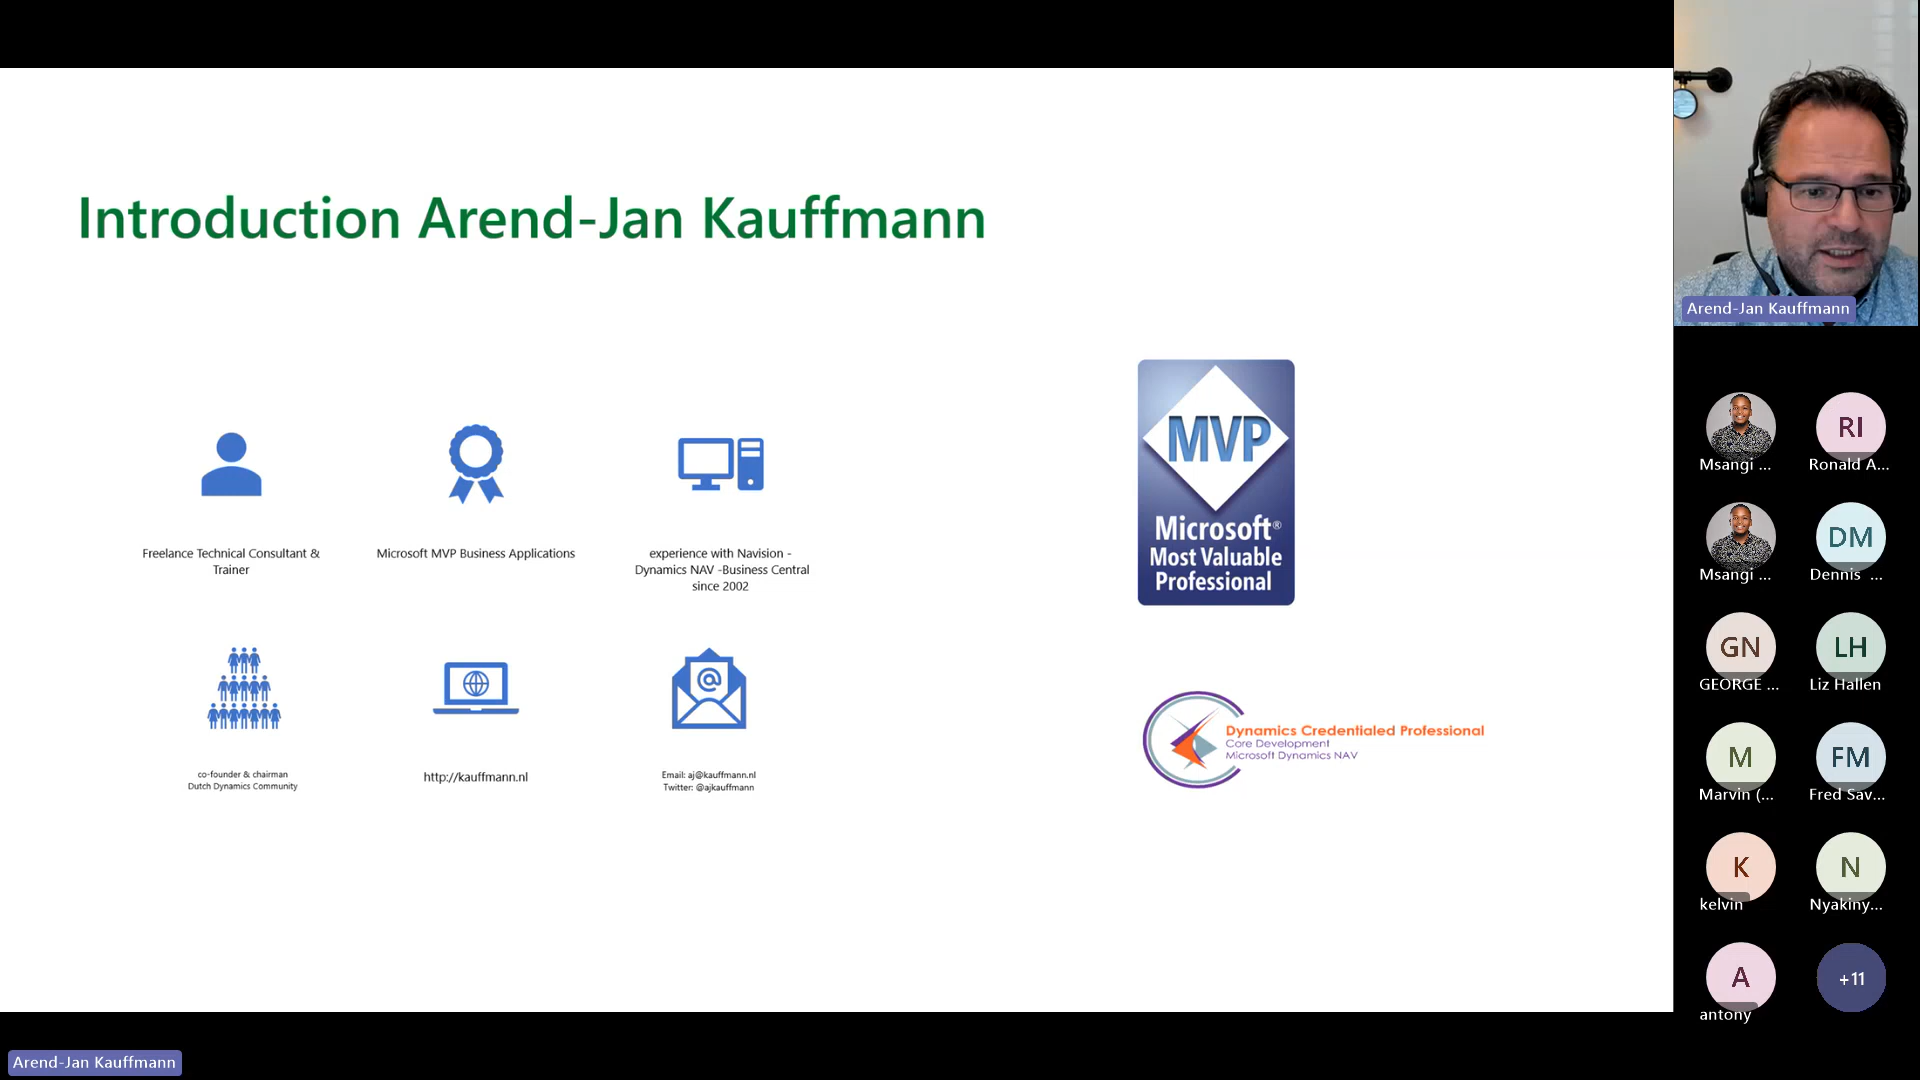 Introduction Arend-Jan Kauffmann
Freelance Technical Consultant &
Trainer
Microsoft MVP Business Applications
experience with Navision -
Dynamics NAV -Business Central
since 2002
co-founder & chairman
Dutch Dynamics Community
http://kauffmann.nl
Email: aj@kauffmann.nl
Twitter: @ajkauffmann
MVP
Microsoft®
Most Valuable
Professional
Dynamics Credentialed Professional
Core Development
Microsoft Dynamics NAV
Arend-Jan Kauffmann
Msangi ...
RI
Ronald A...
Msangi ...
DM
Dennis ...
GN
GEORGE ...
LH
Liz Hallen
M
Marvin (...
FM
Fred Sav...
K
kelvin
N
Nyakiny...
A
antony
+11
Arend-Jan Kauffmann